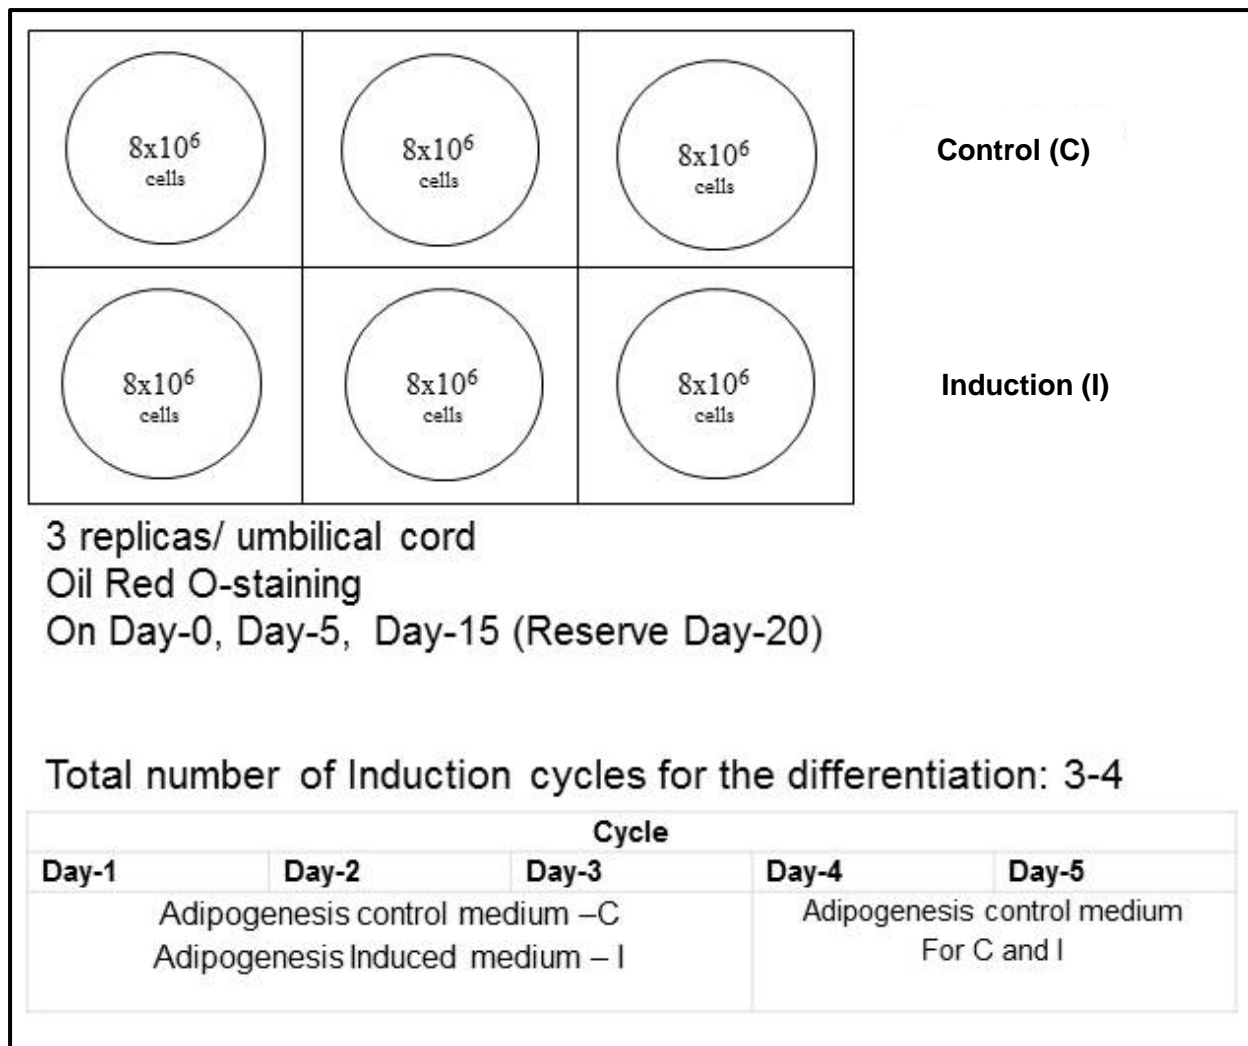 8x10⁶
cells
8x10⁶
cells
8x10⁶
cells
Control (C)
8x10⁶
cells
8x10⁶
cells
8x10⁶
cells
Induction (I)
3 replicas/ umbilical cord
Oil Red O-staining
On Day-0, Day-5, Day-15 (Reserve Day-20)
Total number of Induction cycles for the differentiation: 3-4
Cycle
Day-1 Day-2 Day-3 Day-4 Day-5
Adipogenesis control medium –C
Adipogenesis Induced medium – I
Adipogenesis control medium
For C and I